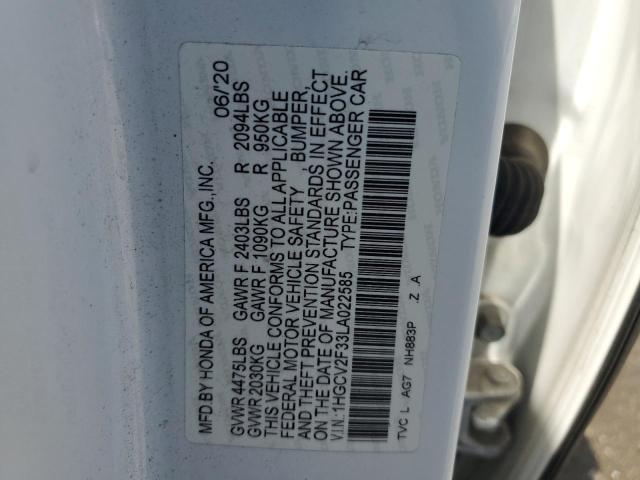 MFD.BY HONDA OF AMERICA MFG.,INC. 06/'20
GVWR 4475LBS GAWR F 2403LBS R 2094LBS
GVWR 2030KG GAWR F 1090KG R 950KG
THIS VEHICLE CONFORMS TO ALL APPLICABLE
FEDERAL MOTOR VEHICLE SAFETY , BUMPER,
AND THEFT PREVENTION STANDARDS IN EFFECT
ON THE DATE OF MANUFACTURE SHOWN ABOVE.
V.I.N.:1HGCV2F33LA022585 TYPE:PASSENGER CAR
TVC L AG7 NH883P Z A